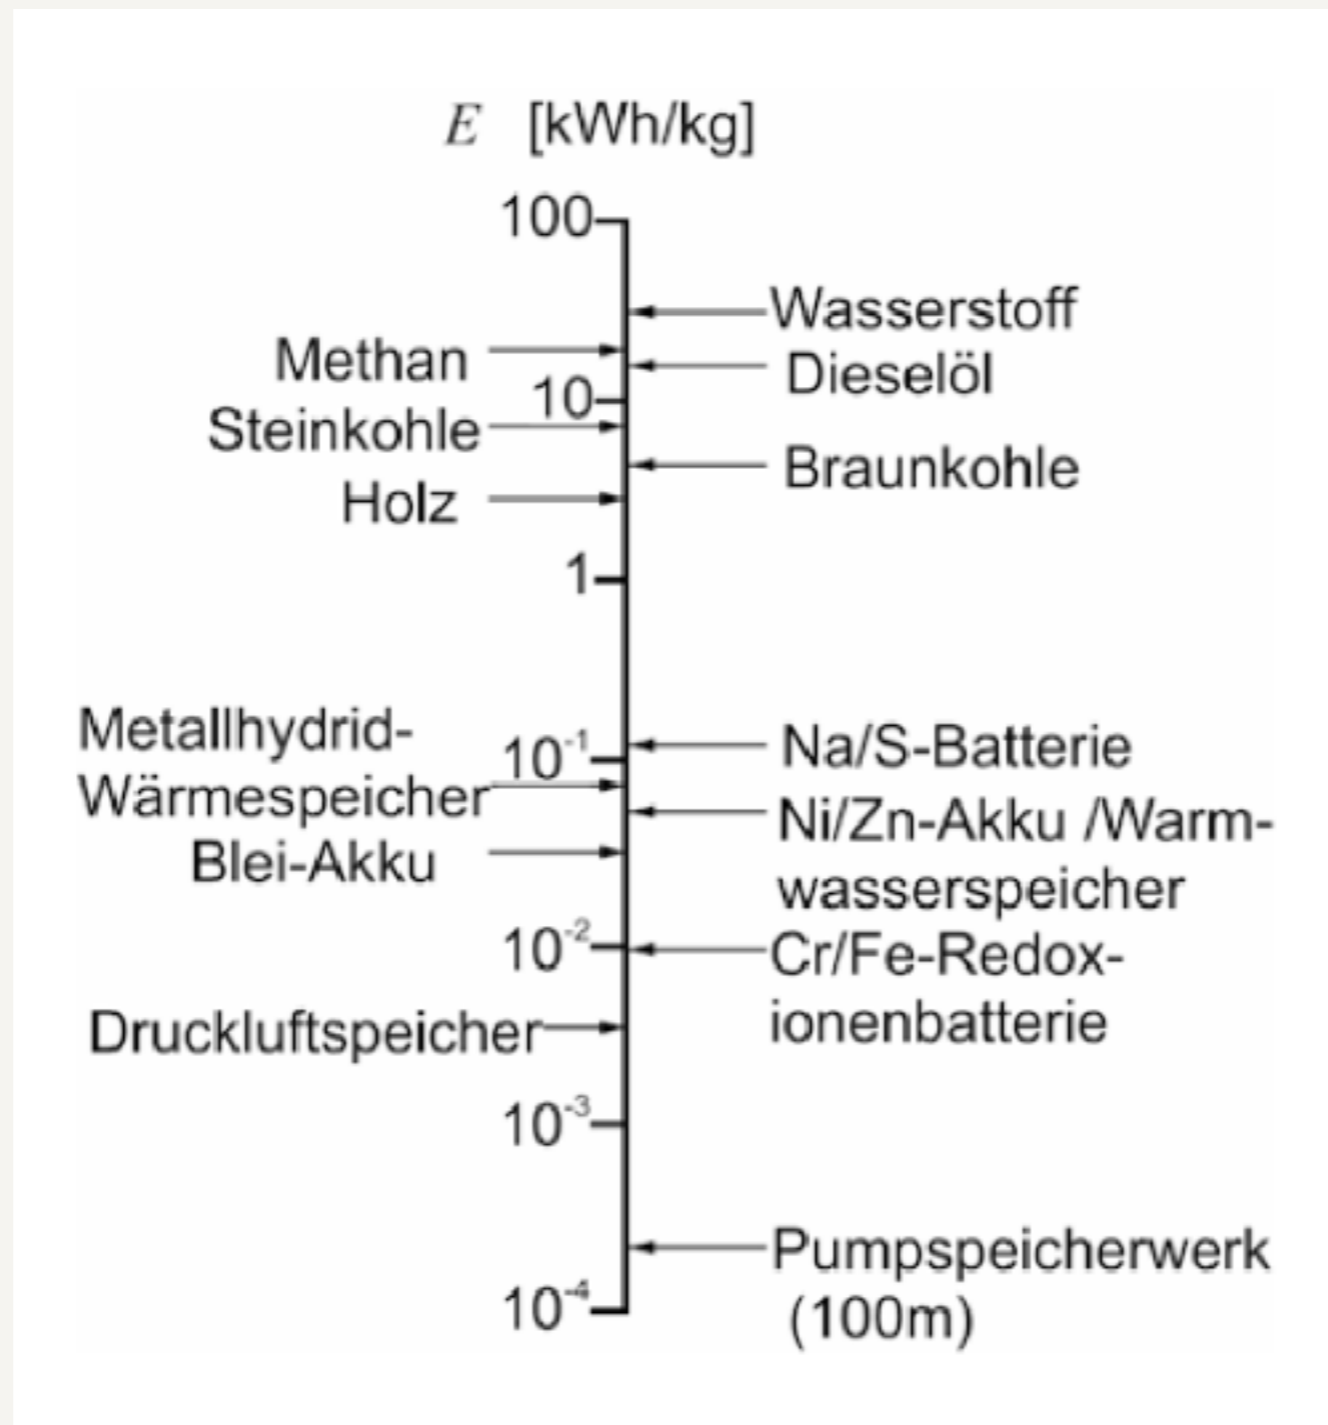 E [kWh/kg]
100
Wasserstoff
Methan
Dieselöl
10
Steinkohle
Braunkohle
Holz
1
Metallhydrid-
Wärmespeicher
Na/S-Batterie
10⁻¹
Ni/Zn-Akku /Warm-
wasserspeicher
Blei-Akku
10⁻²
Cr/Fe-Redox-
ionenbatterie
Druckluftspeicher
10⁻³
Pumpspeicherwerk
(100m)
10⁻⁴